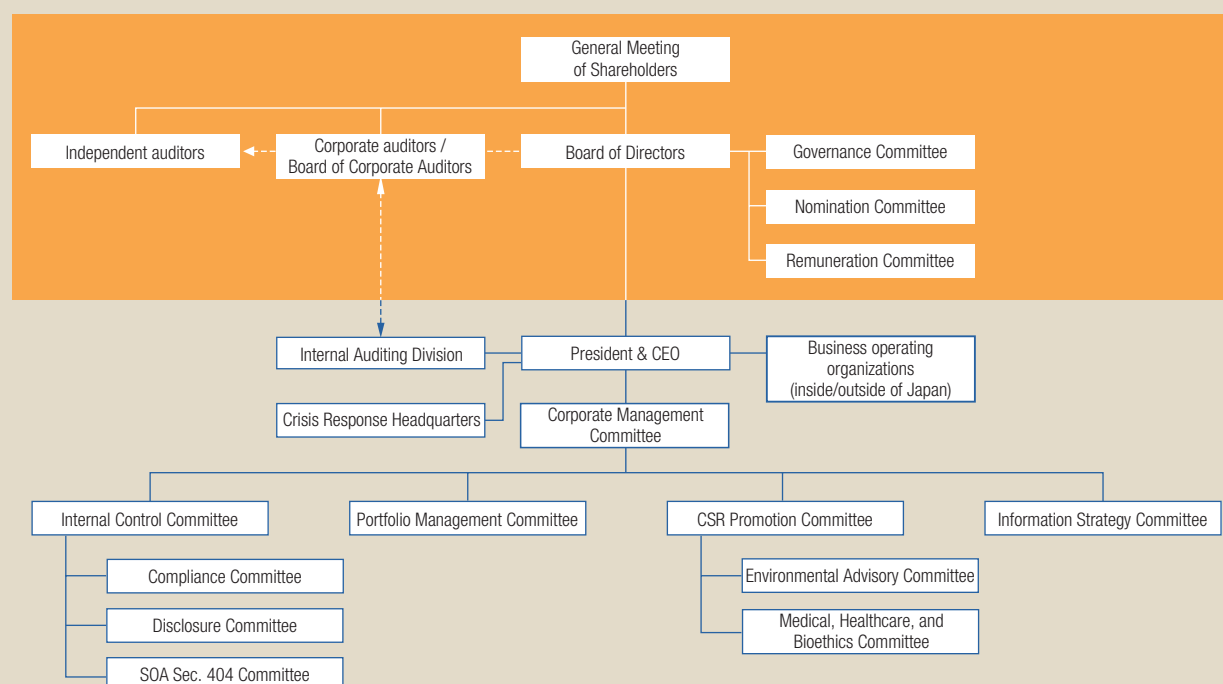 General Meeting
of Shareholders
Independent auditors
Corporate auditors /
Board of Corporate Auditors
Board of Directors
Governance Committee
Nomination Committee
Remuneration Committee
Internal Auditing Division
President & CEO
Business operating
organizations
(inside/outside of Japan)
Crisis Response Headquarters
Corporate Management
Committee
Internal Control Committee
Portfolio Management Committee
CSR Promotion Committee
Information Strategy Committee
Compliance Committee
Environmental Advisory Committee
Disclosure Committee
Medical, Healthcare, and
Bioethics Committee
SOA Sec. 404 Committee